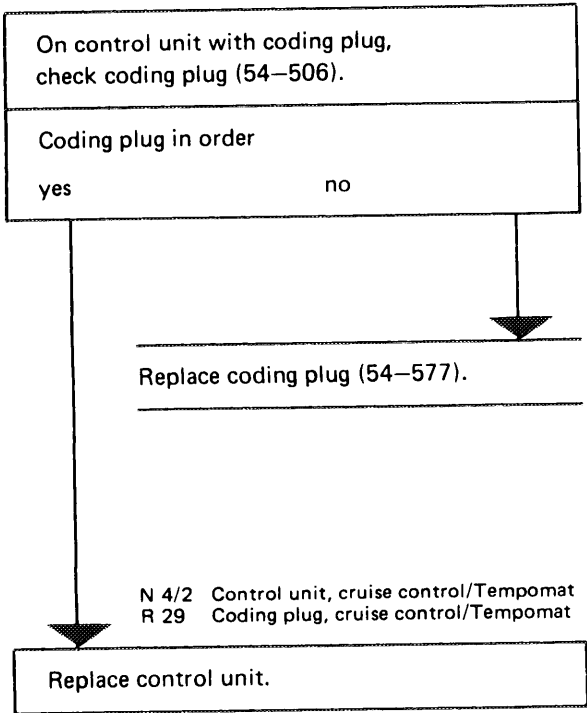 On control unit with coding plug,
check coding plug (54—506).
Coding plug in order
yes no
Replace coding plug (54—577).
N 4/2 Control unit, cruise control/Tempomat
R 29 Coding plug, cruise control/Tempomat
Replace control unit.